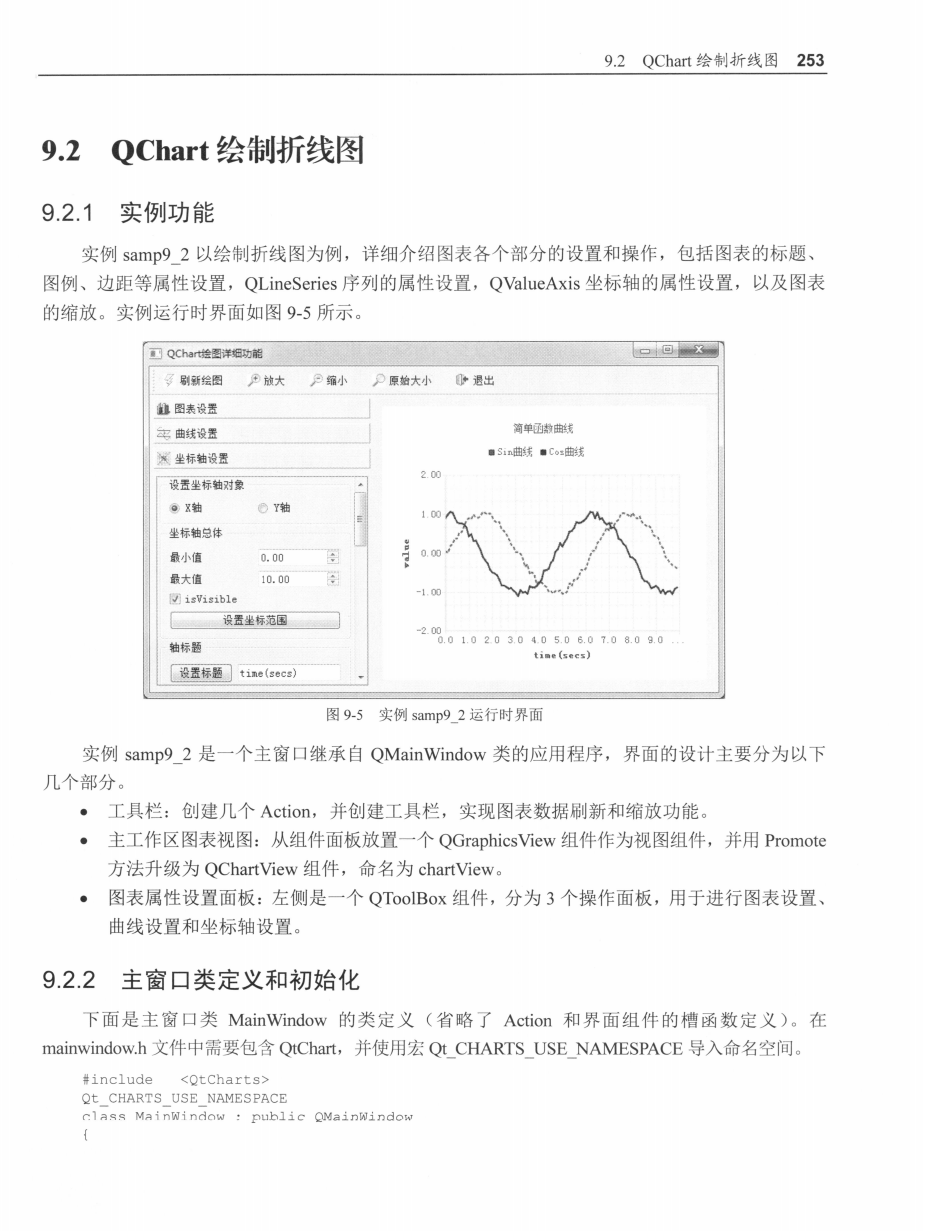 9.2 QChart 绘制折线图 253
9.2 QChart 绘制折线图
9.2.1 实例功能
实例 samp9_2 以绘制折线图为例，详细介绍图表各个部分的设置和操作，包括图表的标题、
图例、边距等属性设置，QLineSeries 序列的属性设置，QValueAxis 坐标轴的属性设置，以及图表
的缩放。实例运行时界面如图 9-5 所示。
QChart绘图详细功能
刷新绘图 放大 缩小 原始大小 退出
图表设置
曲线设置
坐标轴设置
设置坐标轴对象
X轴 Y轴
坐标轴总体
最小值 0.00
最大值 10.00
isVisible
设置坐标范围
轴标题
设置标题 time(secs)
简单函数曲线
Sin曲线 Cos曲线
2.00
1.00
0.00
-1.00
-2.00
value
0.0 1.0 2.0 3.0 4.0 5.0 6.0 7.0 8.0 9.0 ...
time(secs)
图 9-5 实例 samp9_2 运行时界面
实例 samp9_2 是一个主窗口继承自 QMainWindow 类的应用程序，界面的设计主要分为以下
几个部分。
● 工具栏：创建几个 Action，并创建工具栏，实现图表数据刷新和缩放功能。
● 主工作区图表视图：从组件面板放置一个 QGraphicsView 组件作为视图组件，并用 Promote
方法升级为 QChartView 组件，命名为 chartView。
● 图表属性设置面板：左侧是一个 QToolBox 组件，分为 3 个操作面板，用于进行图表设置、
曲线设置和坐标轴设置。
9.2.2 主窗口类定义和初始化
下面是主窗口类 MainWindow 的类定义（省略了 Action 和界面组件的槽函数定义）。在
mainwindow.h 文件中需要包含 QtChart，并使用宏 Qt_CHARTS_USE_NAMESPACE 导入命名空间。
#include <QtCharts>
Qt_CHARTS_USE_NAMESPACE
class MainWindow : public QMainWindow
{